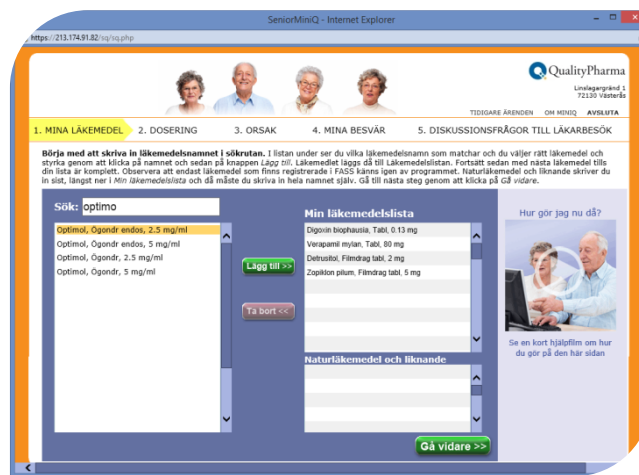 SeniorMiniQ - Internet Explorer
https://213.174.91.82/sq/sq.php
QualityPharma
Linslagargränd 1
72130 Västerås
TIDIGARE ÄRENDEN OM MINIQ AVSLUTA
1. MINA LÄKEMEDEL 2. DOSERING 3. ORSAK 4. MINA BESVÄR 5. DISKUSSIONSFRÅGOR TILL LÄKARBESÖK
Börja med att skriva in läkemedelsnamnet i sökrutan. I listan under ser du vilka läkemedelsnamn som matchar och du väljer rätt läkemedel och
styrka genom att klicka på namnet och sedan på knappen Lägg till. Läkemedlet läggs då till Läkemedelslistan. Fortsätt sedan med nästa läkemedel tills
din lista är komplett. Observera att endast läkemedel som finns registrerade i FASS känns igen av programmet. Naturläkemedel och liknande skriver du
in sist, längst ner i Min läkemedelslista och då måste du skriva in hela namnet själv. Gå till nästa steg genom att klicka på Gå vidare.
Sök: optimo
Optimol, Ögondr endos, 2.5 mg/ml
Optimol, Ögondr endos, 5 mg/ml
Optimol, Ögondr, 2.5 mg/ml
Optimol, Ögondr, 5 mg/ml
Lägg till >>
Ta bort <<
Min läkemedelslista
Digoxin biophausia, Tabl, 0.13 mg
Verapamil mylan, Tabl, 80 mg
Detrusitol, Filmdrag tabl, 2 mg
Zopiklon pilum, Filmdrag tabl, 5 mg
Naturläkemedel och liknande
Gå vidare >>
Hur gör jag nu då?
Se en kort hjälpfilm om hur
du gör på den här sidan